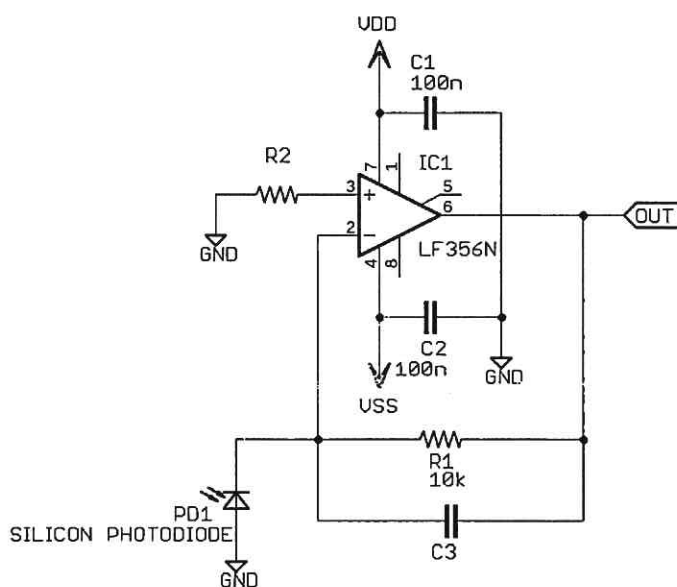 VDD
C1
100n
R2
7
1
IC1
3
+
5
6
OUT
2
-
GND
4
8
LF356N
C2
100n
GND
VSS
R1
10k
PD1
SILICON PHOTODIODE
C3
GND